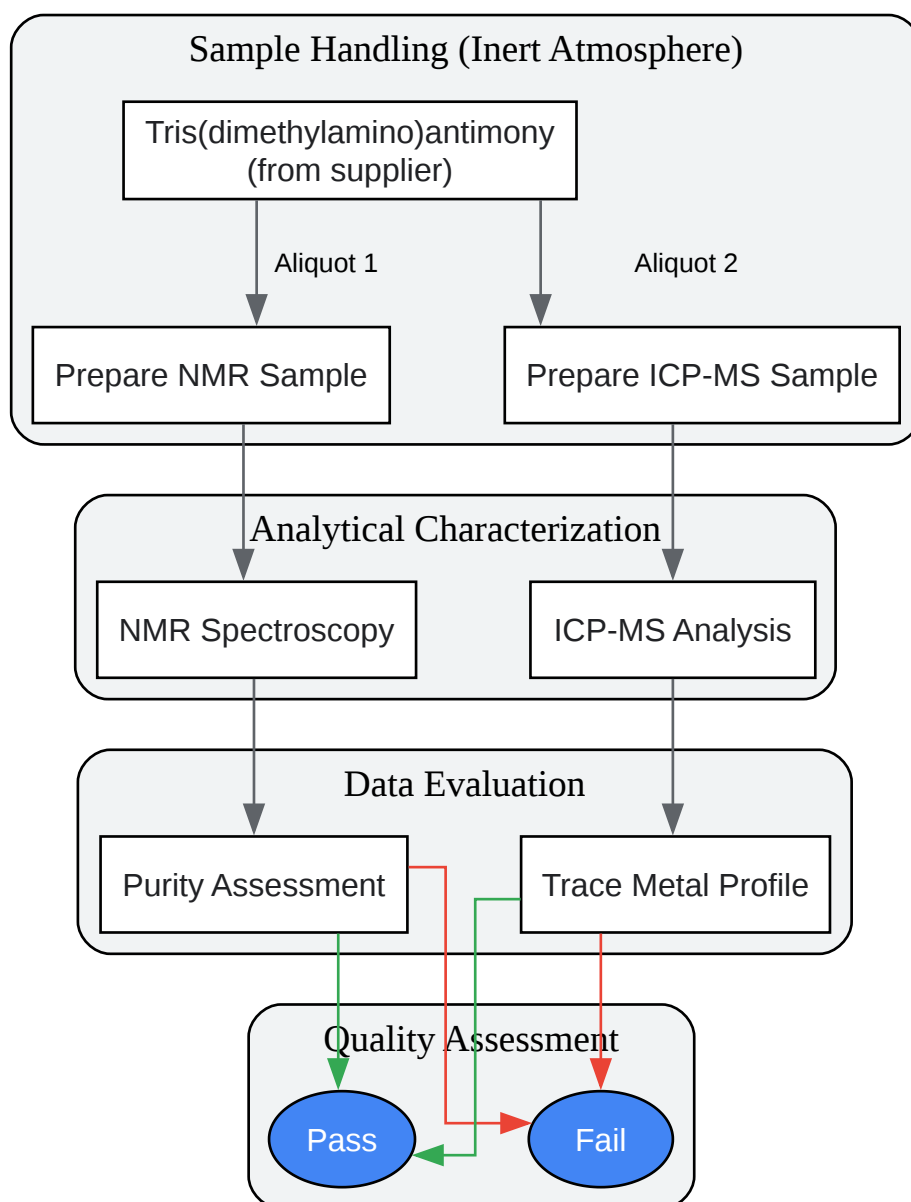 Sample Handling (Inert Atmosphere)
Tris(dimethylamino)antimony
(from supplier)
Aliquot 1
Aliquot 2
Prepare NMR Sample
Prepare ICP-MS Sample
Analytical Characterization
NMR Spectroscopy
ICP-MS Analysis
Data Evaluation
Purity Assessment
Trace Metal Profile
Quality Assessment
Pass
Fail